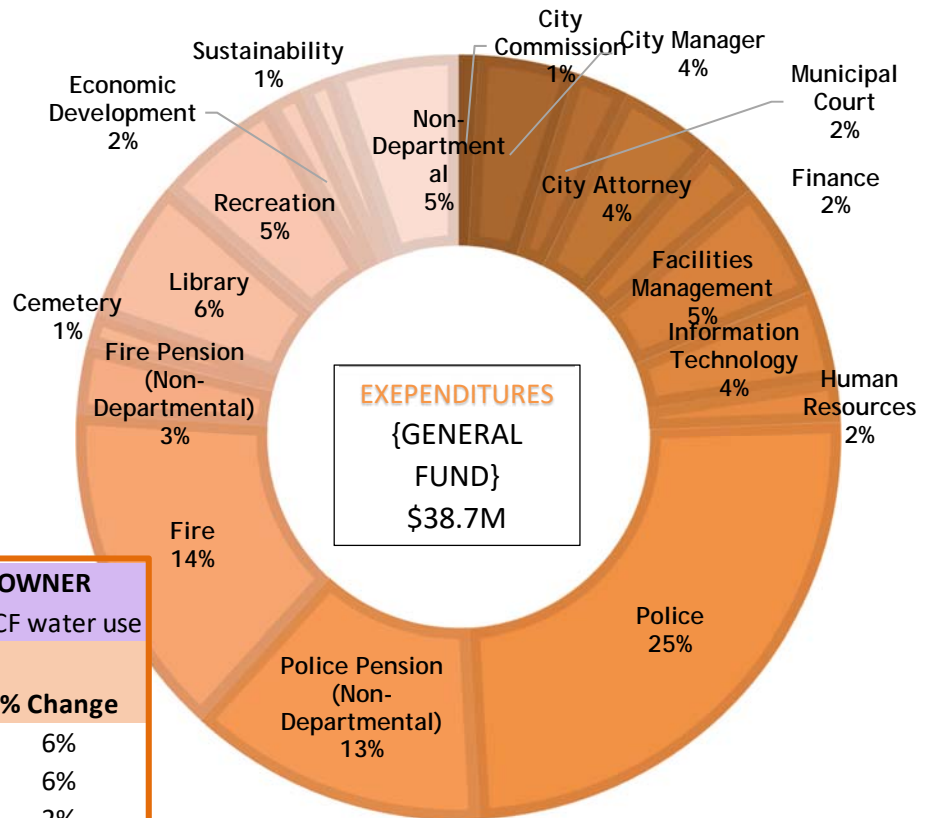 City
Commission
1%
City Manager
4%
Municipal
Court
2%
City Attorney
4%
Finance
2%
Facilities
Management
5%
Information
Technology
4%
Human
Resources
2%
Police
25%
Police Pension
(Non-
Departmental)
13%
Fire
14%
Fire Pension
(Non-
Departmental)
3%
Cemetery
1%
Library
6%
Recreation
5%
Economic
Development
2%
Sustainability
1%
Non-
Department
al
5%
EXEPENDITURES
{GENERAL
FUND}
$38.7M
OWNER
CF water use
% Change
6%
6%